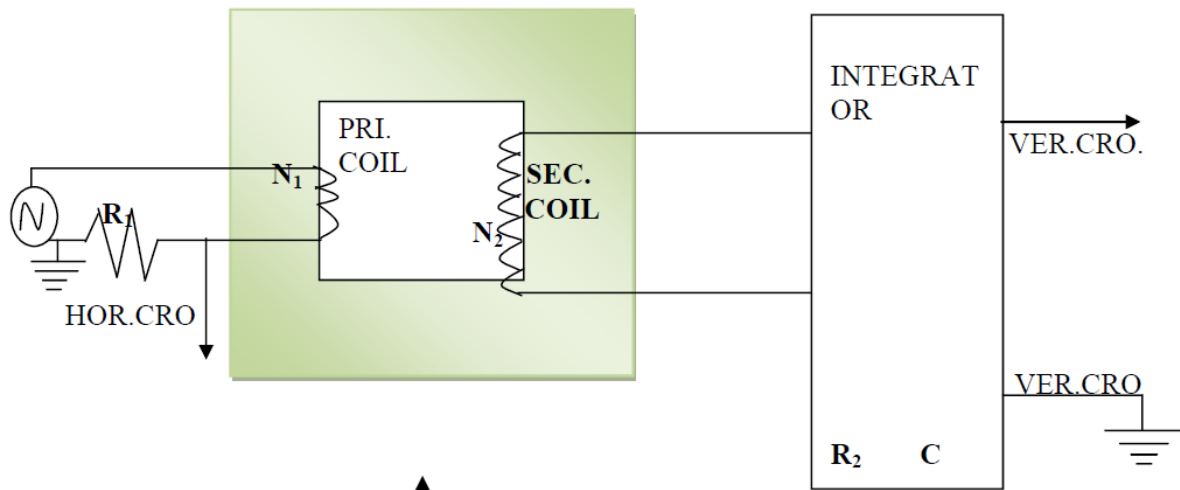 PRI.
COIL
N₁
R₁
HOR.CRO
SEC.
COIL
N₂
INTEGRAT
OR
VER.CRO.
VER.CRO
R₂ C